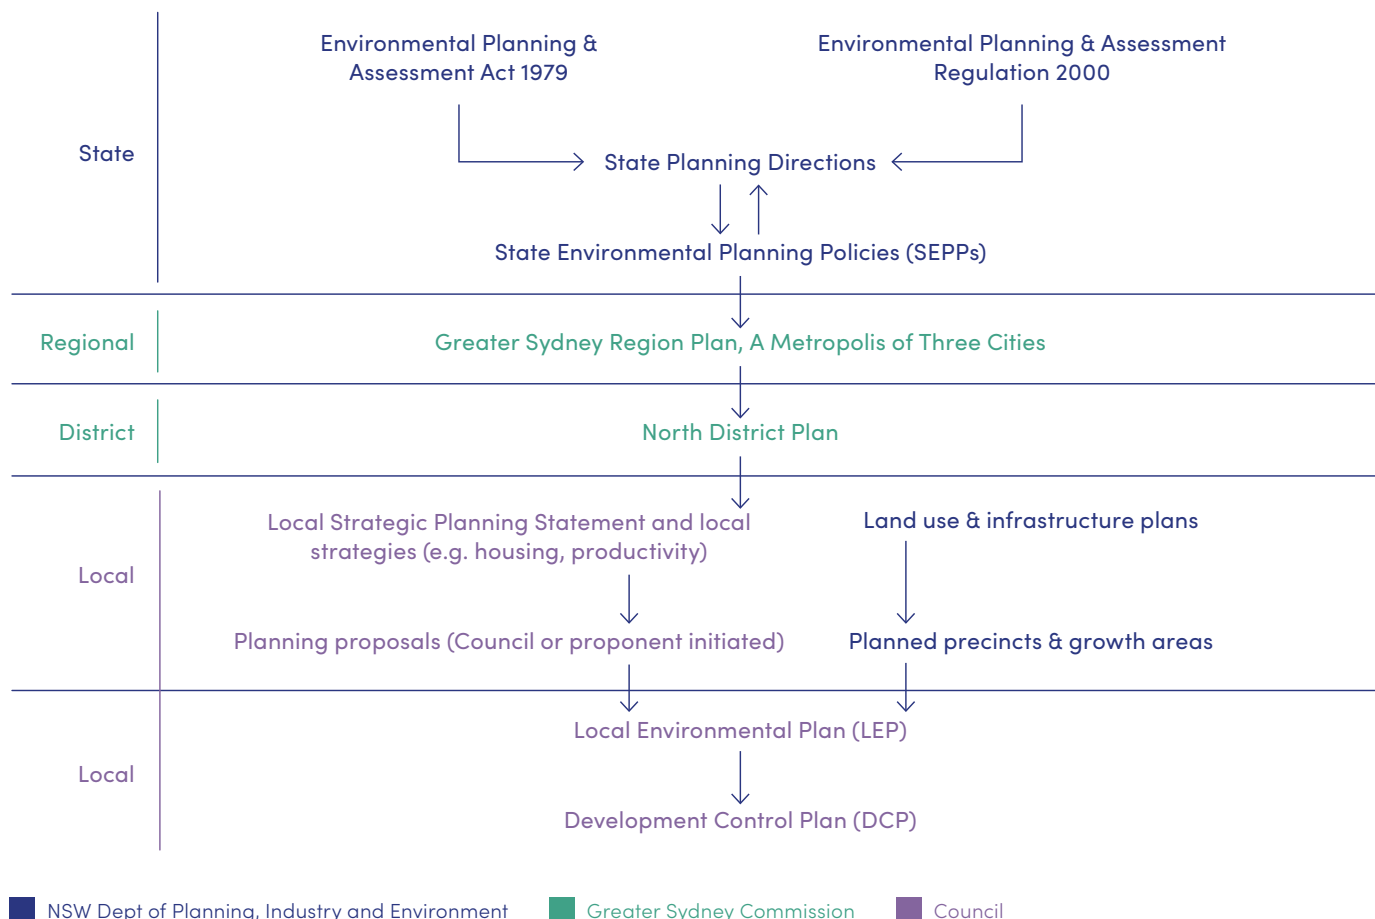 Environmental Planning &
Assessment Act 1979
Environmental Planning & Assessment
Regulation 2000
State
State Planning Directions
State Environmental Planning Policies (SEPPs)
Regional
Greater Sydney Region Plan, A Metropolis of Three Cities
District
North District Plan
Local
Local Strategic Planning Statement and local
strategies (e.g. housing, productivity)
Land use & infrastructure plans
Planning proposals (Council or proponent initiated)
Planned precincts & growth areas
Local
Local Environmental Plan (LEP)
Development Control Plan (DCP)
NSW Dept of Planning, Industry and Environment
Greater Sydney Commission
Council